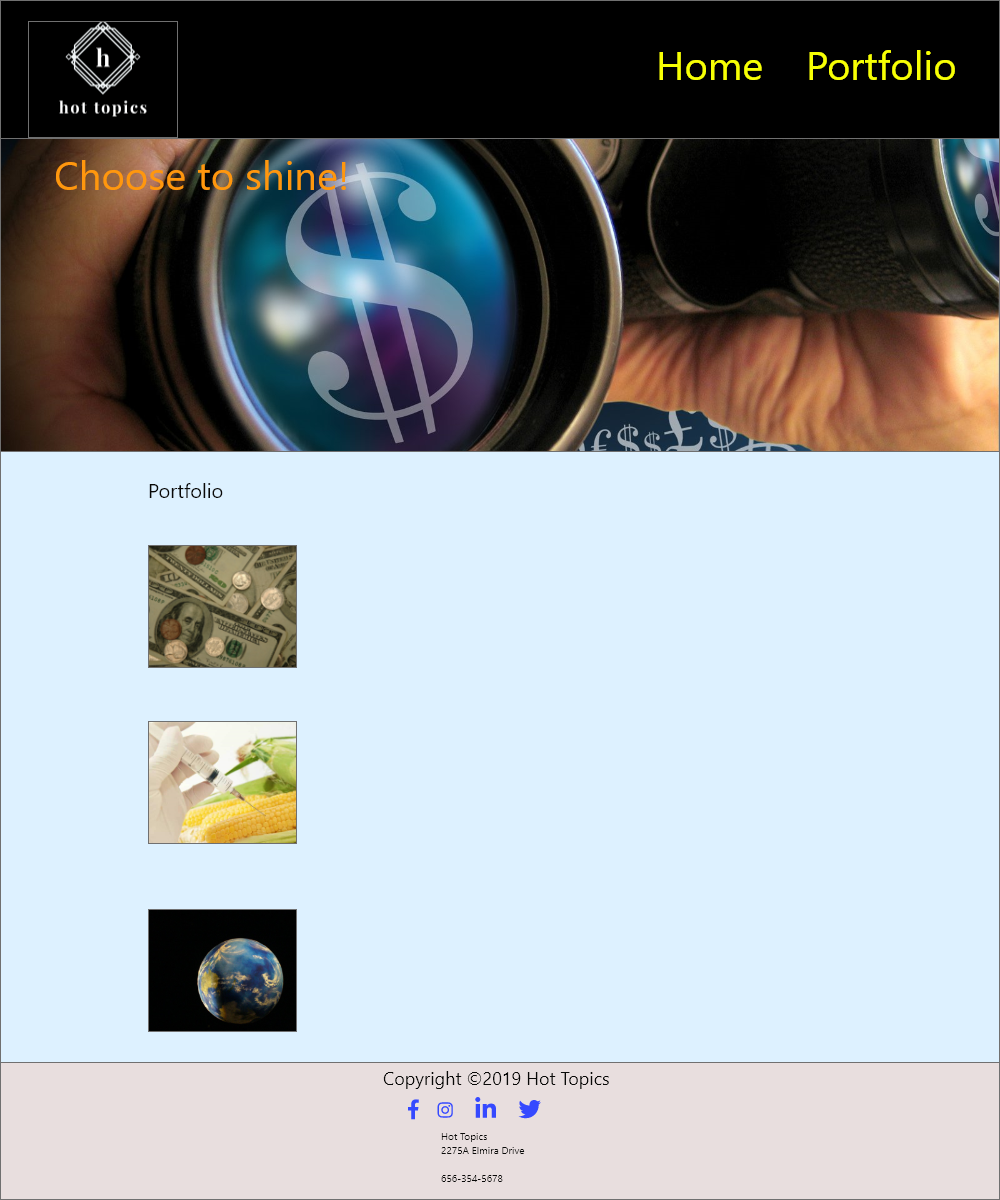 h
hot topics
Home Portfolio
Choose to shine!
$
£$$£$
Portfolio
Copyright ©2019 Hot Topics
Hot Topics
2275A Elmira Drive
656-354-5678